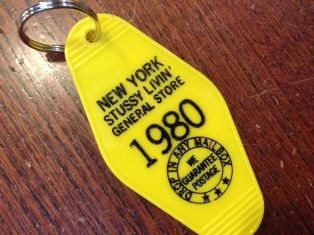 NEW YORK
STUSSY LIVIN'
GENERAL STORE
1980
DROP IN ANY MAILBOX
WE
GUARANTEE
POSTAGE